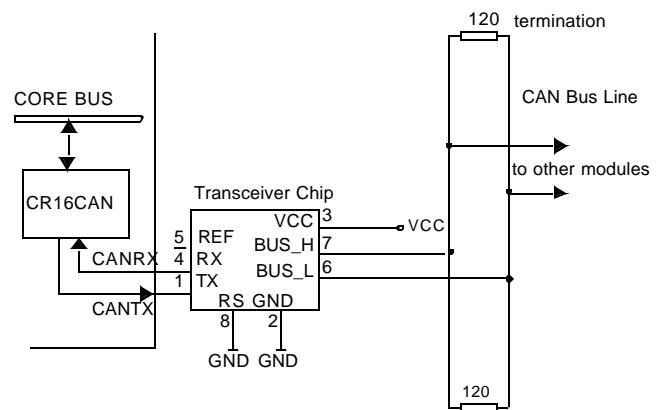 120 termination
CORE BUS
CAN Bus Line
to other modules
CR16CAN
Transceiver Chip
VCC 3 VCC
5 REF
BUS_H 7
CANRX 4 RX
BUS_L 6
1 TX
CANTX
RS GND
8 2
GND GND
120